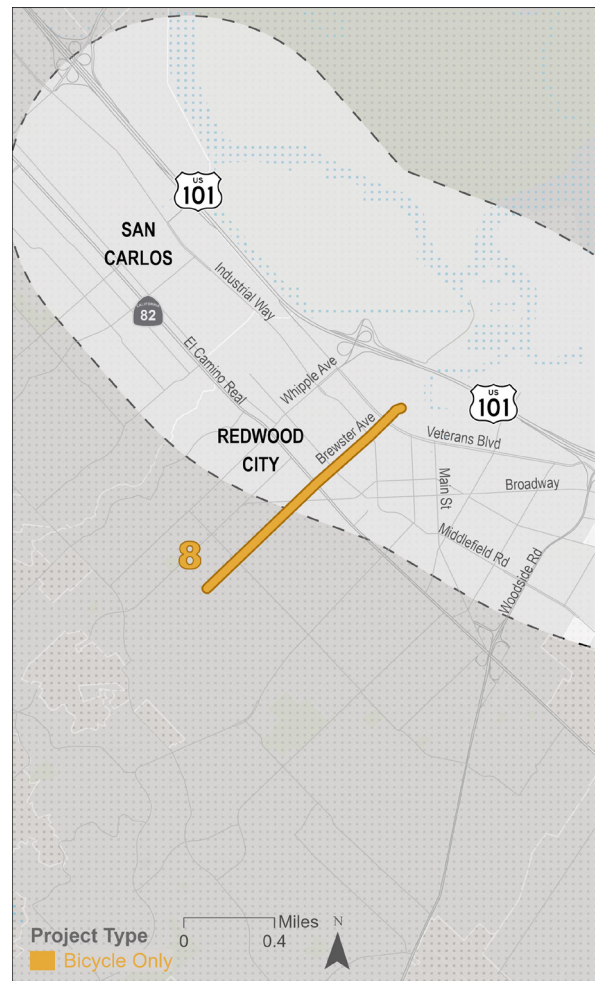 US
101
SAN
CARLOS
Industrial Way
CALIFORNIA
82
El Camino Real
Whipple Ave
US
101
REDWOOD
CITY
Brewster Ave
Veterans Blvd
Main St
Broadway
Middlefield Rd
Woodside Rd
8
Project Type
Bicycle Only
Miles
0
0.4
N